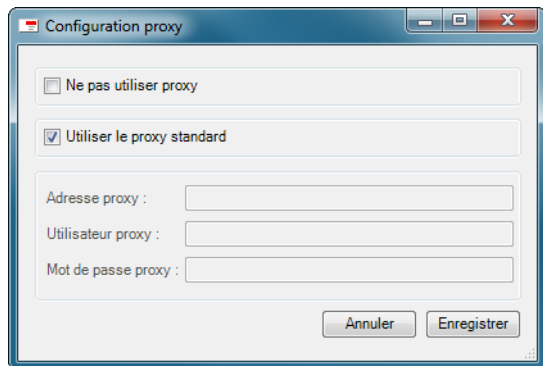 Configuration proxy
Ne pas utiliser proxy
Utiliser le proxy standard
Adresse proxy :
Utilisateur proxy :
Mot de passe proxy :
Annuler
Enregistrer